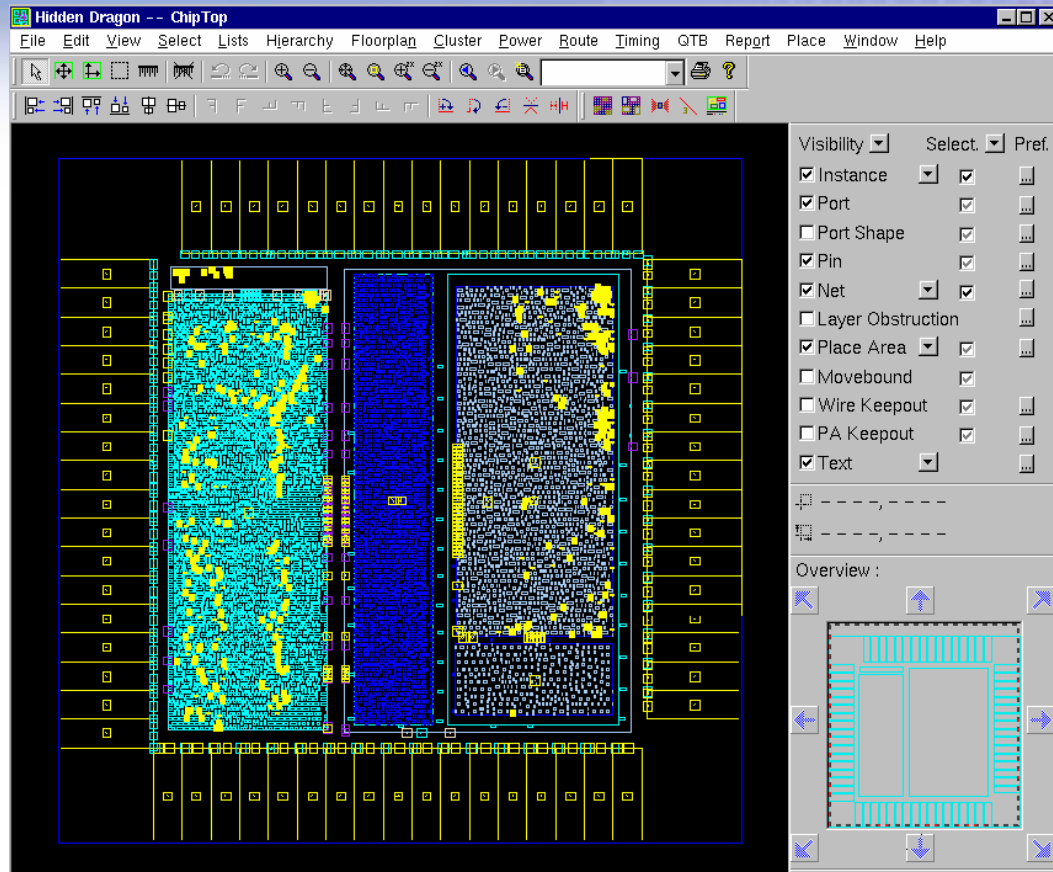 Hidden Dragon -- ChipTop
File Edit View Select Lists Hierarchy Floorplan Cluster Power Route Timing QTB Report Place Window Help
Visibility Select. Pref.
Instance ...
Port ...
Port Shape ...
Pin ...
Net ...
Layer Obstruction ...
Place Area ...
Movebound
Wire Keepout ...
PA Keepout ...
Text ...
- - - -, - - - -
- - - -, - - - -
Overview :